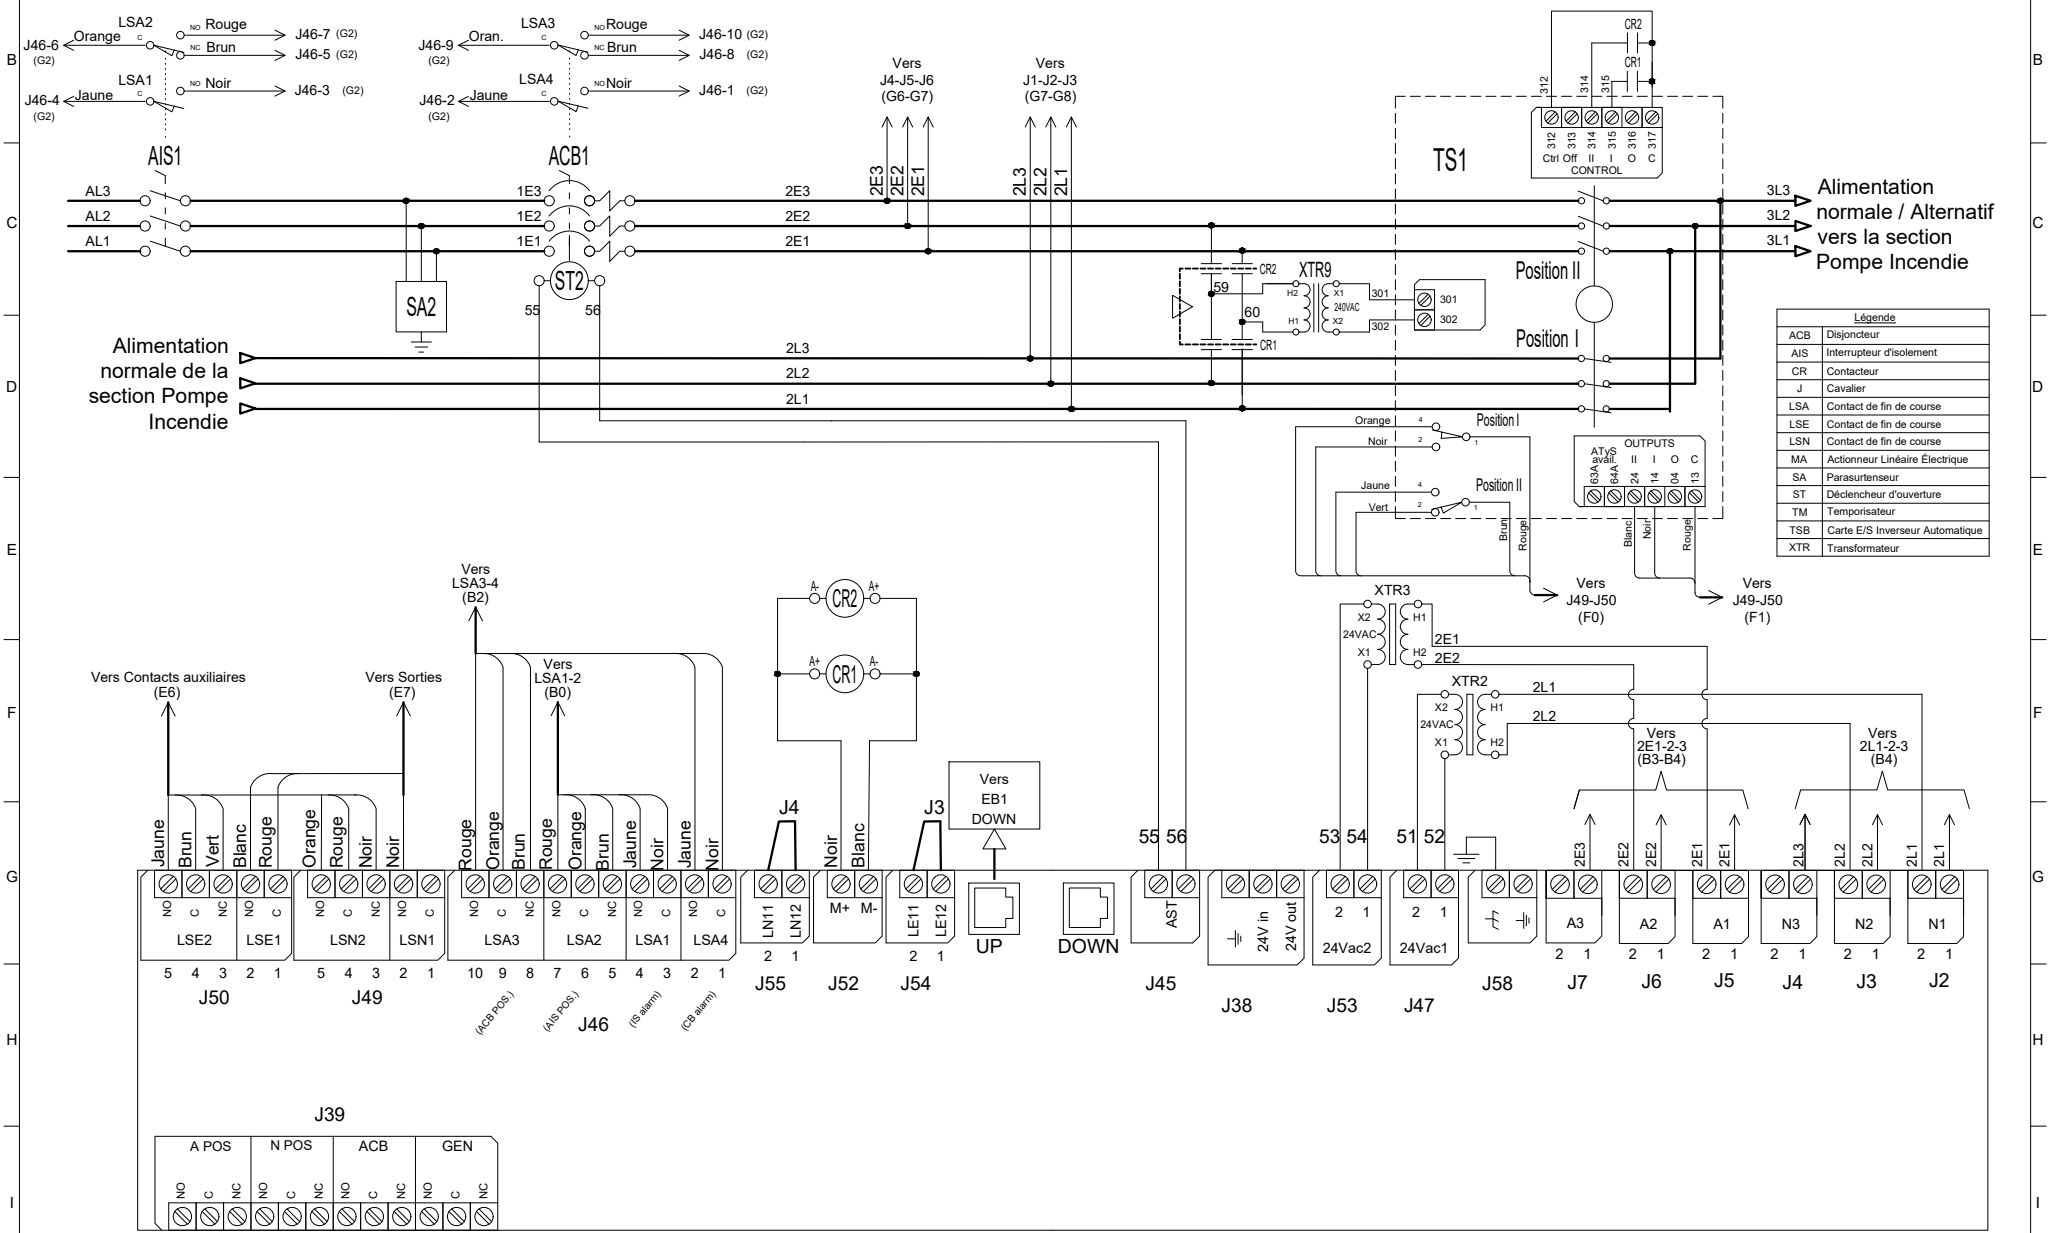 LSA2
NO Rouge
J46-7 (G2)
J46-6
(G2)
Orange
C
NC Brun
J46-5 (G2)
LSA1
NO Noir
J46-3 (G2)
J46-4
(G2)
Jaune
C
LSA3
NO Rouge
J46-10 (G2)
J46-9
(G2)
Oran.
C
NC Brun
J46-8 (G2)
LSA4
NO Noir
J46-1 (G2)
J46-2
(G2)
Jaune
C
Vers
J4-J5-J6
(G6-G7)
Vers
J1-J2-J3
(G7-G8)
CR2
CR1
312
314
315
312 313 314 315 316 317
Ctrl Off II I O C
CONTROL
TS1
AIS1
ACB1
AL3
AL2
AL1
1E3
1E2
1E1
2E3
2E2
2E1
2E3
2E2
2E1
2L3
2L2
2L1
3L3
3L2
3L1
Alimentation
normale / Alternatif
vers la section
Pompe Incendie
SA2
ST2
55
56
CR2
59
60
CR1
XTR9
H2
H1
X1
240VAC
X2
301
302
301
302
Position II
Position I
Alimentation
normale de la
section Pompe
Incendie
2L3
2L2
2L1
Légende
ACB Disjoncteur
AIS Interrupteur d'isolement
CR Contacteur
J Cavalier
LSA Contact de fin de course
LSE Contact de fin de course
LSN Contact de fin de course
MA Actionneur Linéaire Électrique
SA Parasurtenseur
ST Déclencheur d'ouverture
TM Temporisateur
TSB Carte E/S Inverseur Automatique
XTR Transformateur
Orange 4
Noir 2
1
Position I
Jaune 4
Vert 2
1
Position II
Brun
Rouge
OUTPUTS
ATyS
avail. II I O C
63A 64A 24 14 04 13
Blanc
Noir
Rouge
Vers
J49-J50
(F0)
Vers
J49-J50
(F1)
Vers
LSA3-4
(B2)
Vers
LSA1-2
(B0)
Vers Contacts auxiliaires
(E6)
Vers Sorties
(E7)
A- CR2 A+
A+ CR1 A-
XTR3
X2
24VAC
X1
H1
H2
2E1
2E2
XTR2
X2
24VAC
X1
H1
H2
2L1
2L2
Vers
2E1-2-3
(B3-B4)
Vers
2L1-2-3
(B4)
Vers
EB1
DOWN
J4
J3
Jaune Brun Vert Blanc Rouge Orange Rouge Noir Noir
Rouge Orange Brun Rouge Orange Brun Jaune Noir Jaune Noir
Noir Blanc
55 56
53 54
51 52
2E3 2E2 2E2 2E1 2E1 2L3 2L2 2L2 2L1 2L1
NO C NC NO C NO C NC NO C
NO C NC NO C NC NO C NO C
LSE2 LSE1 LSN2 LSN1
LSA3 LSA2 LSA1 LSA4
LN11 LN12
M+ M-
LE11 LE12
UP
DOWN
AST
24V in 24V out
2 1
24Vac2
2 1
24Vac1
A3 A2 A1 N3 N2 N1
5 4 3 2 1
5 4 3 2 1
10 9 8 7 6 5 4 3 2 1
2 1
2 1
2 1 2 1 2 1 2 1 2 1 2 1
J50
J49
(ACB POS.)
(AIS POS.)
J46
(IS alarm)
(CB alarm)
J55
J52
J54
J45
J38
J53
J47
J58
J7
J6
J5
J4
J3
J2
J39
A POS N POS ACB GEN
NO C NC NO C NC NO C NC NO C NC
B
C
D
E
F
G
H
I
B
C
D
E
F
G
H
I